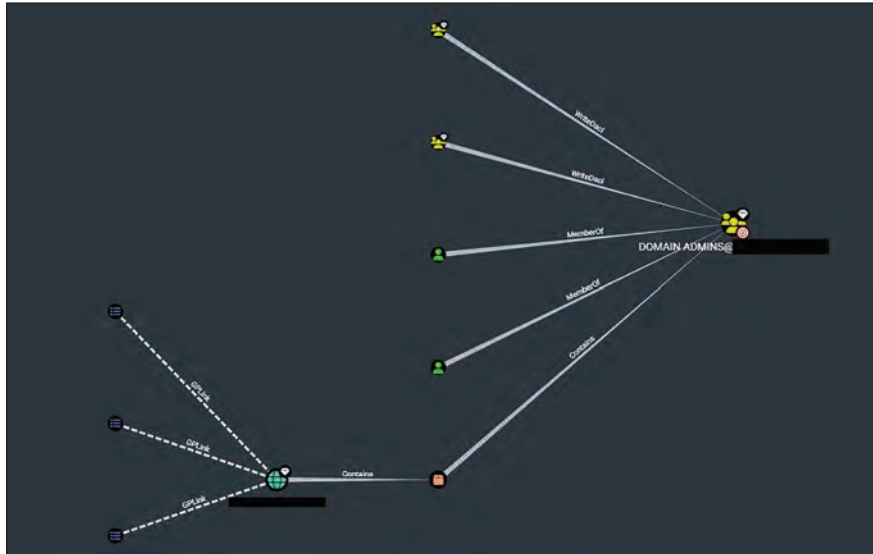 WriteDacl
WriteDacl
MemberOf
DOMAIN ADMINS@
MemberOf
Contains
GPLink
GPLink
Contains
GPLink